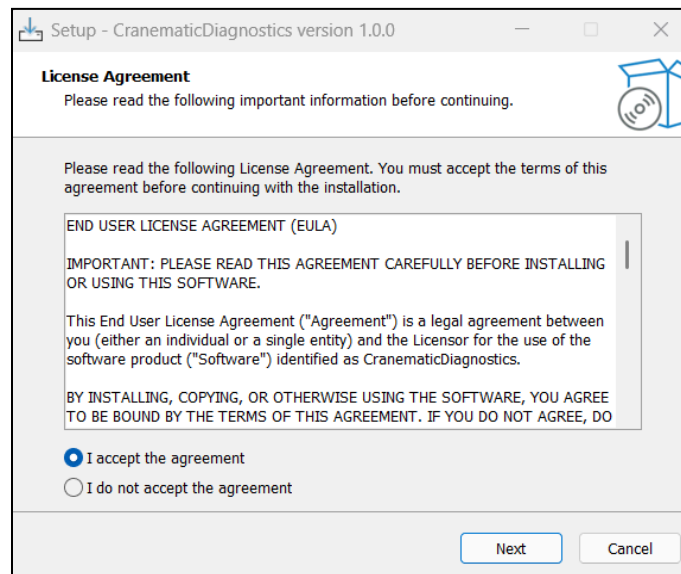 Setup - CranematicDiagnostics version 1.0.0
License Agreement
Please read the following important information before continuing.
Please read the following License Agreement. You must accept the terms of this
agreement before continuing with the installation.
END USER LICENSE AGREEMENT (EULA)
IMPORTANT: PLEASE READ THIS AGREEMENT CAREFULLY BEFORE INSTALLING
OR USING THIS SOFTWARE.
This End User License Agreement ("Agreement") is a legal agreement between
you (either an individual or a single entity) and the Licensor for the use of the
software product ("Software") identified as CranematicDiagnostics.
BY INSTALLING, COPYING, OR OTHERWISE USING THE SOFTWARE, YOU AGREE
TO BE BOUND BY THE TERMS OF THIS AGREEMENT. IF YOU DO NOT AGREE, DO
I accept the agreement
I do not accept the agreement
Next
Cancel